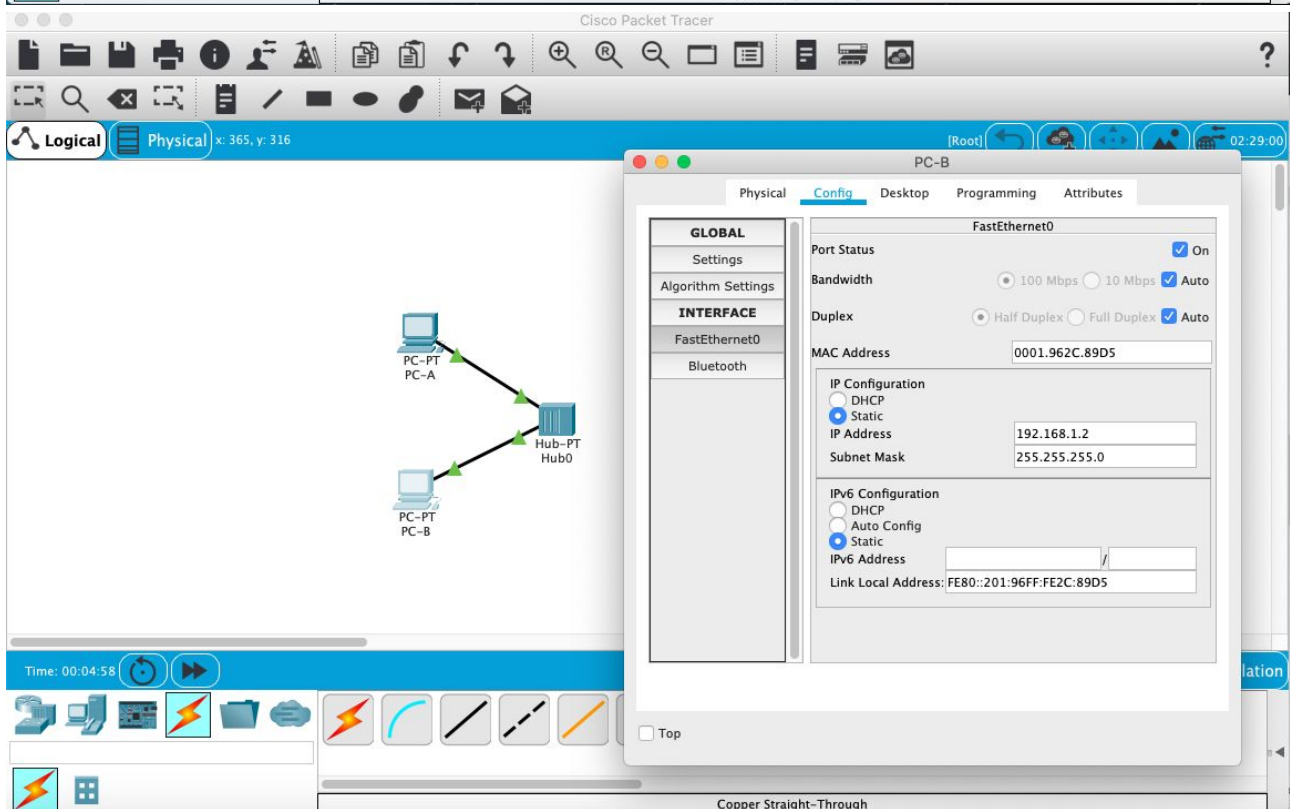 Cisco Packet Tracer
?
Logical
Physical x: 365, y: 316
[Root]
02:29:00
PC-PT
PC-A
Hub-PT
Hub0
PC-PT
PC-B
PC-B
Physical Config Desktop Programming Attributes
GLOBAL
Settings
Algorithm Settings
INTERFACE
FastEthernet0
Bluetooth
FastEthernet0
Port Status On
Bandwidth 100 Mbps 10 Mbps Auto
Duplex Half Duplex Full Duplex Auto
MAC Address 0001.962C.89D5
IP Configuration
DHCP
Static
IP Address 192.168.1.2
Subnet Mask 255.255.255.0
IPv6 Configuration
DHCP
Auto Config
Static
IPv6 Address /
Link Local Address: FE80::201:96FF:FE2C:89D5
Top
Time: 00:04:58
lation
Copper Straight-Through